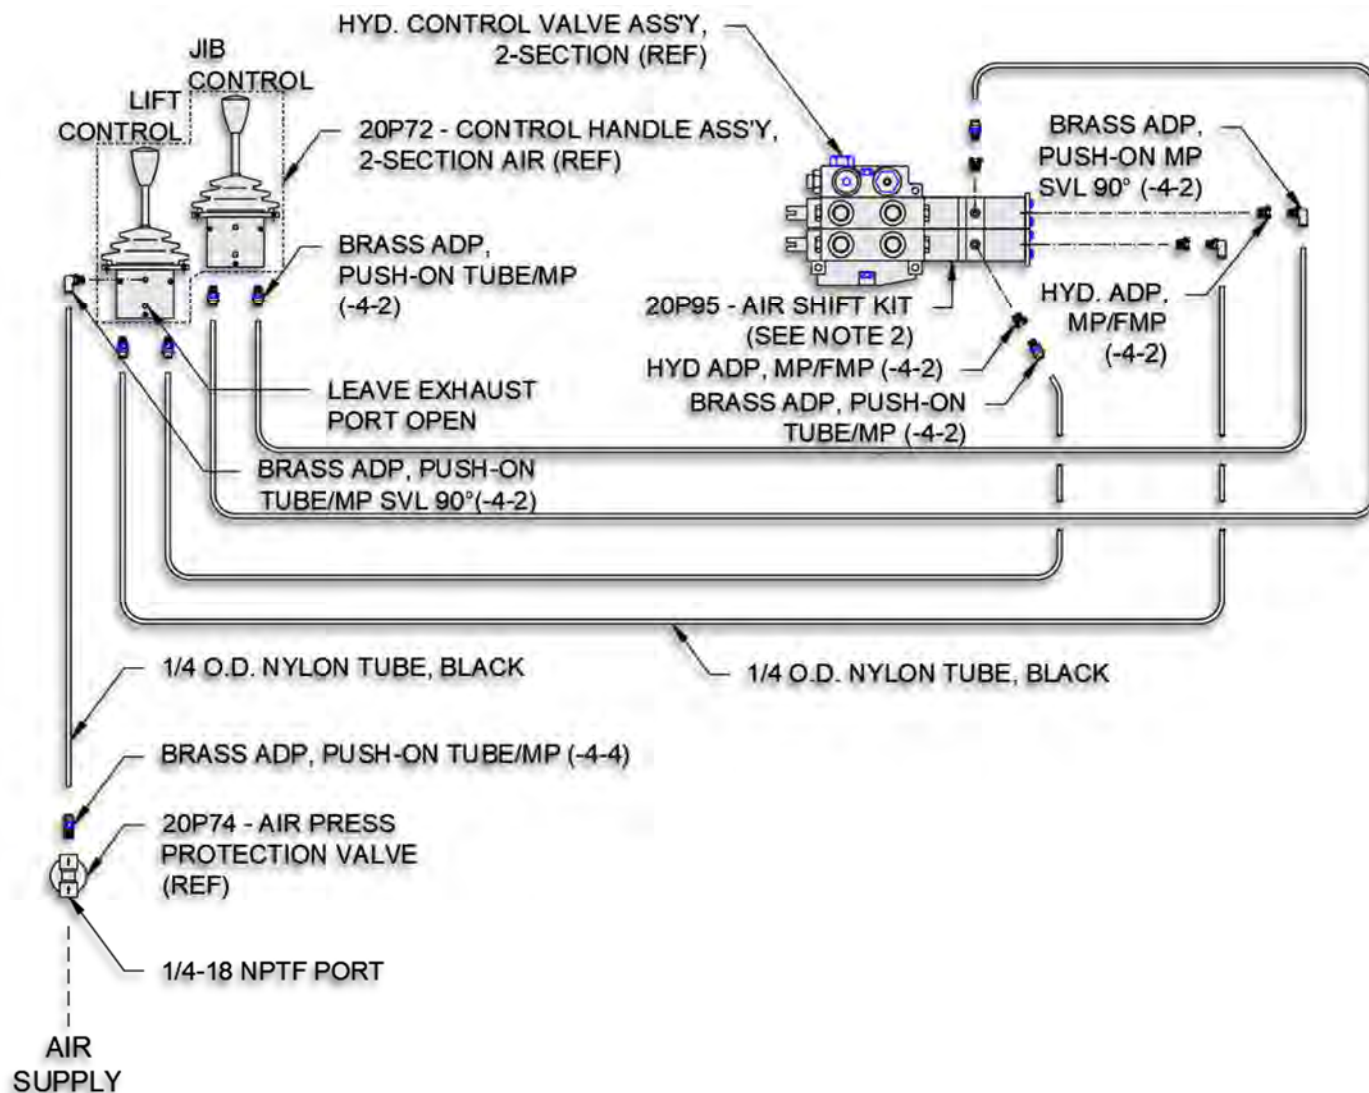 HYD. CONTROL VALVE ASS'Y,
2-SECTION (REF)
JIB
CONTROL
LIFT
CONTROL
20P72 - CONTROL HANDLE ASS'Y,
2-SECTION AIR (REF)
BRASS ADP,
PUSH-ON MP
SVL 90° (-4-2)
BRASS ADP,
PUSH-ON TUBE/MP
(-4-2)
20P95 - AIR SHIFT KIT
(SEE NOTE 2)
HYD. ADP,
MP/FMP
(-4-2)
HYD ADP, MP/FMP (-4-2)
BRASS ADP, PUSH-ON
TUBE/MP (-4-2)
LEAVE EXHAUST
PORT OPEN
BRASS ADP, PUSH-ON
TUBE/MP SVL 90°(-4-2)
1/4 O.D. NYLON TUBE, BLACK
1/4 O.D. NYLON TUBE, BLACK
BRASS ADP, PUSH-ON TUBE/MP (-4-4)
20P74 - AIR PRESS
PROTECTION VALVE
(REF)
1/4-18 NPTF PORT
AIR
SUPPLY